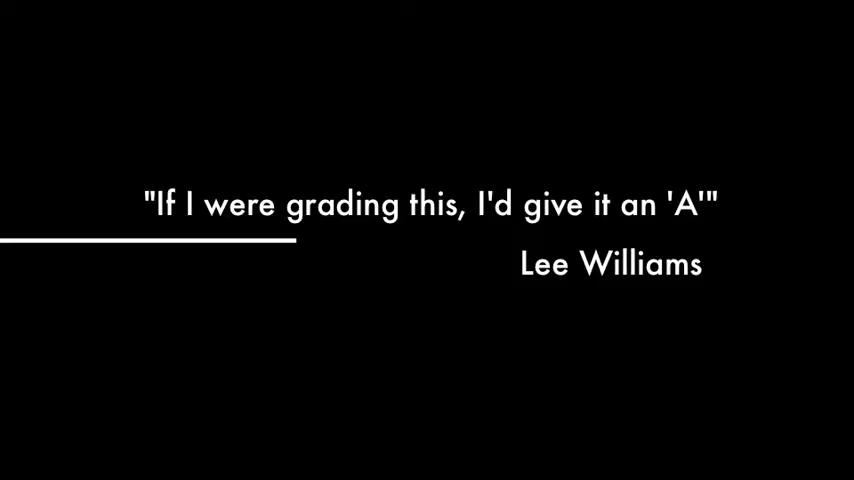 "If I were grading this, I'd give it an 'A'"
Lee Williams